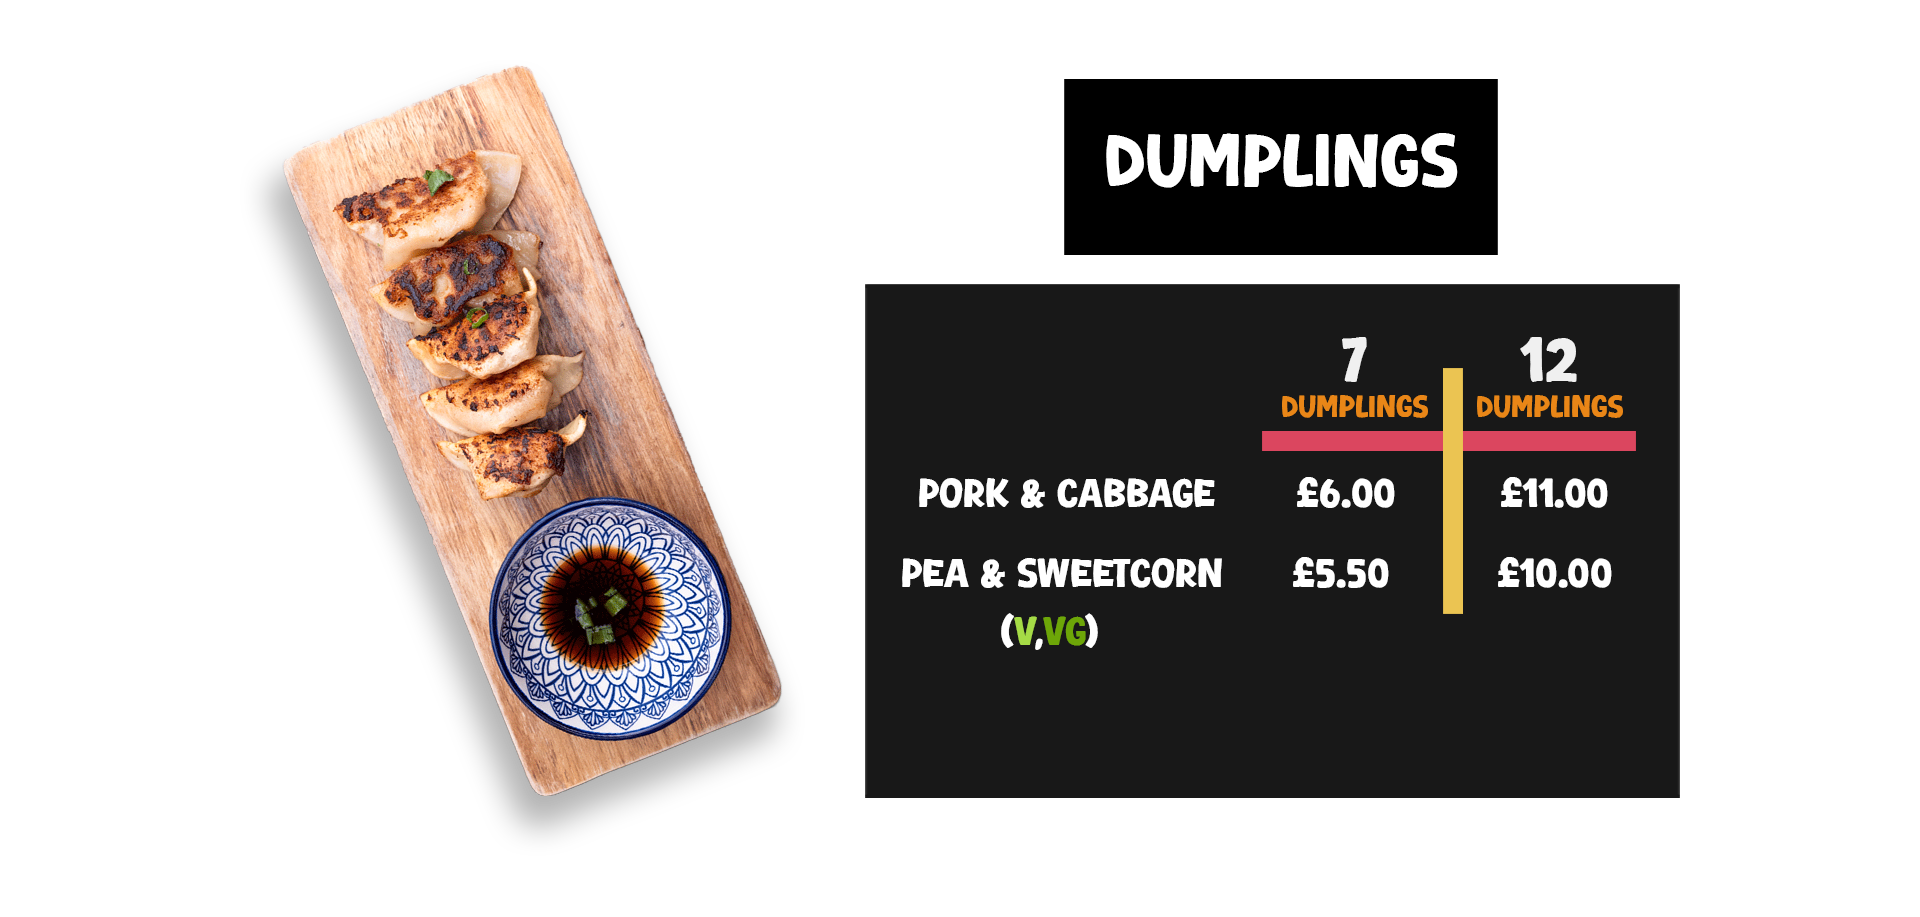 DUMPLINGS
7 12
DUMPLINGS DUMPLINGS
PORK & CABBAGE £6.00 £11.00
PEA & SWEETCORN £5.50 £10.00
(V,VG)